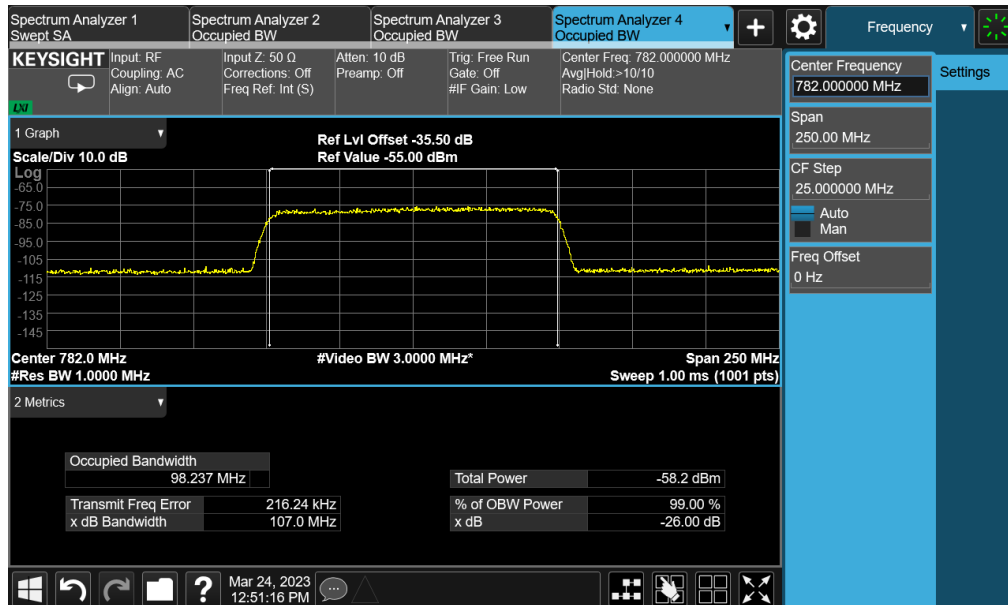 Spectrum Analyzer 1
Swept SA
Spectrum Analyzer 2
Occupied BW
Spectrum Analyzer 3
Occupied BW
Spectrum Analyzer 4
Occupied BW
Frequency
KEYSIGHT
LXI
Input: RF
Coupling: AC
Align: Auto
Input Z: 50 Ω
Corrections: Off
Freq Ref: Int (S)
Atten: 10 dB
Preamp: Off
Trig: Free Run
Gate: Off
#IF Gain: Low
Center Freq: 782.000000 MHz
Avg|Hold:>10/10
Radio Std: None
Center Frequency
782.000000 MHz
Settings
Span
250.00 MHz
CF Step
25.000000 MHz
Auto
Man
Freq Offset
0 Hz
1 Graph
Scale/Div 10.0 dB
Ref Lvl Offset -35.50 dB
Ref Value -55.00 dBm
Log
-65.0
-75.0
-85.0
-95.0
-105
-115
-125
-135
-145
Center 782.0 MHz
#Video BW 3.0000 MHz*
Span 250 MHz
#Res BW 1.0000 MHz
Sweep 1.00 ms (1001 pts)
2 Metrics
Occupied Bandwidth
98.237 MHz
Total Power -58.2 dBm
Transmit Freq Error 216.24 kHz
% of OBW Power 99.00 %
x dB Bandwidth 107.0 MHz
x dB -26.00 dB
?
Mar 24, 2023
12:51:16 PM